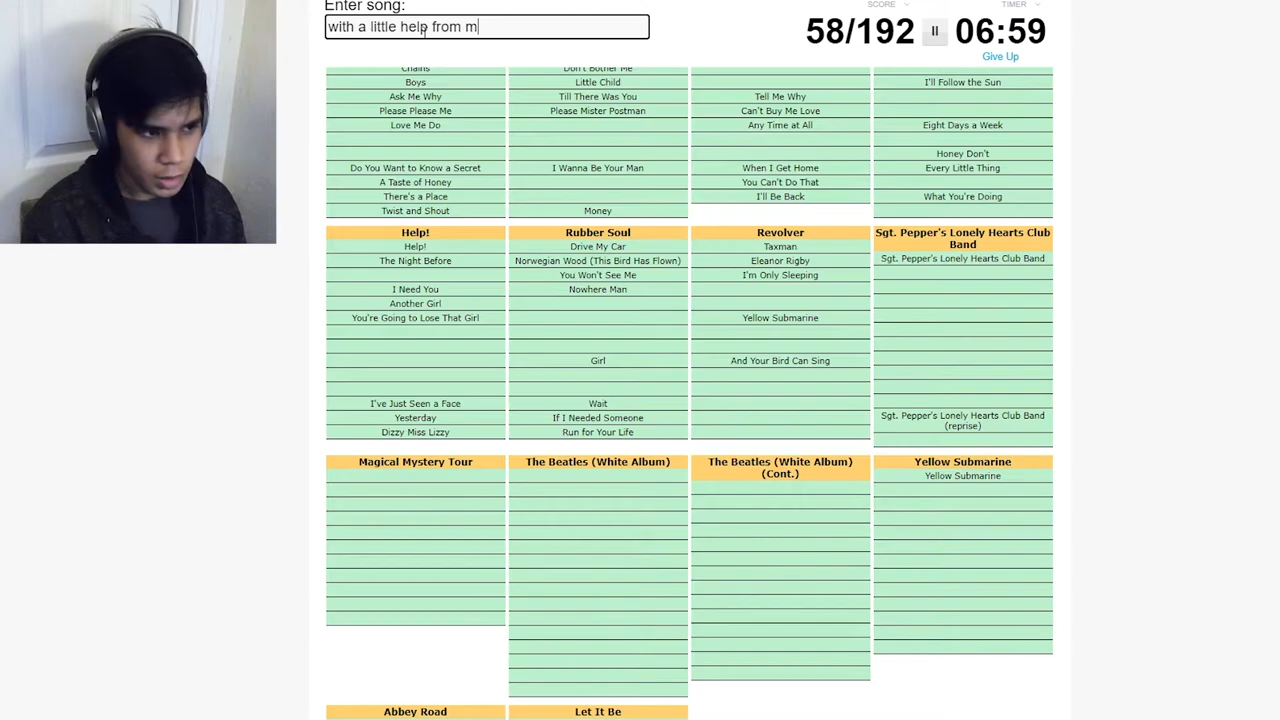 Enter song:
with a little help from m
SCORE
58/192
TIMER
06:59
Give Up
Chains
Boys
Ask Me Why
Please Please Me
Love Me Do
Do You Want to Know a Secret
A Taste of Honey
There's a Place
Twist and Shout
Don't Bother Me
Little Child
Till There Was You
Please Mister Postman
I Wanna Be Your Man
Money
Tell Me Why
Can't Buy Me Love
Any Time at All
When I Get Home
You Can't Do That
I'll Be Back
I'll Follow the Sun
Eight Days a Week
Honey Don't
Every Little Thing
What You're Doing
Help!
Help!
The Night Before
I Need You
Another Girl
You're Going to Lose That Girl
I've Just Seen a Face
Yesterday
Dizzy Miss Lizzy
Rubber Soul
Drive My Car
Norwegian Wood (This Bird Has Flown)
You Won't See Me
Nowhere Man
Girl
Wait
If I Needed Someone
Run for Your Life
Revolver
Taxman
Eleanor Rigby
I'm Only Sleeping
Yellow Submarine
And Your Bird Can Sing
Sgt. Pepper's Lonely Hearts Club
Band
Sgt. Pepper's Lonely Hearts Club Band
Sgt. Pepper's Lonely Hearts Club Band
(reprise)
Magical Mystery Tour
The Beatles (White Album)
The Beatles (White Album)
(Cont.)
Yellow Submarine
Yellow Submarine
Abbey Road
Let It Be